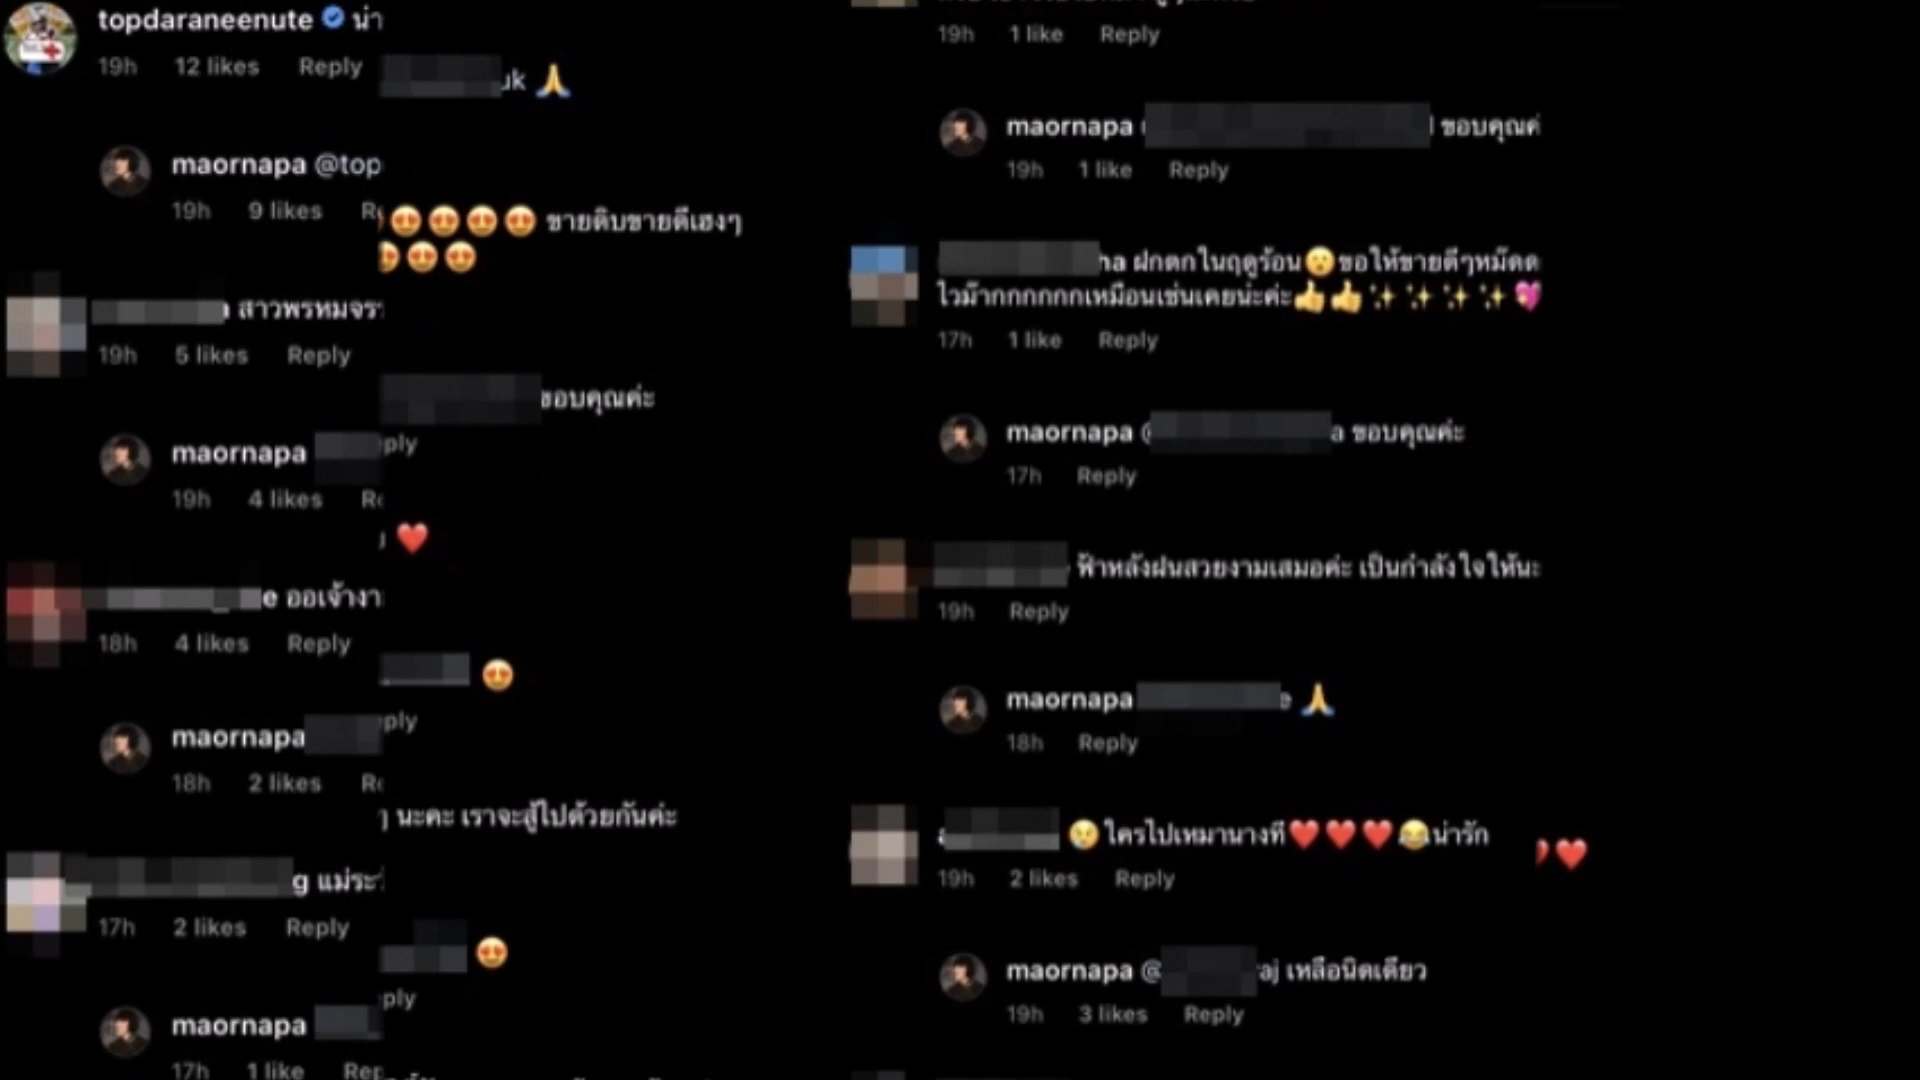 topdaraneenute น่า
19h 12 likes Reply
uk 🙏
maornapa @top
19h 9 likes
😍😍😍😍 ขายดิบขายดีเฮงๆ
😍😍
สาวพรหมจร
19h 5 likes Reply
ขอบคุณค่ะ
maornapa
ply
19h 4 likes
❤️
e ออเจ้างา
18h 4 likes Reply
😍
maornapa
ply
18h 2 likes
ๆ นะคะ เราจะสู้ไปด้วยกันค่ะ
g แม่ระ
17h 2 likes Reply
😍
ply
maornapa
17h 1 like Rep
19h 1 like Reply
maornapa ขอบคุณค่
19h 1 like Reply
ha ฝกตกในฤดูร้อน😮ขอให้ขายดีๆหมี๊ดด
ไวม๊ากกกกกกเหมือนเช่นเคยน่ะค่ะ👍👍✨✨✨✨💖
17h 1 like Reply
maornapa @ a ขอบคุณค่ะ
17h Reply
ฟ้าหลังฝนสวยงามเสมอค่ะ เป็นกำลังใจให้นะ
19h Reply
maornapa e 🙏
18h Reply
😢ใครไปเหมานางที❤️❤️❤️😂น่ารัก
❤️
19h 2 likes Reply
maornapa @ raj เหลือนิดเดียว
19h 3 likes Reply